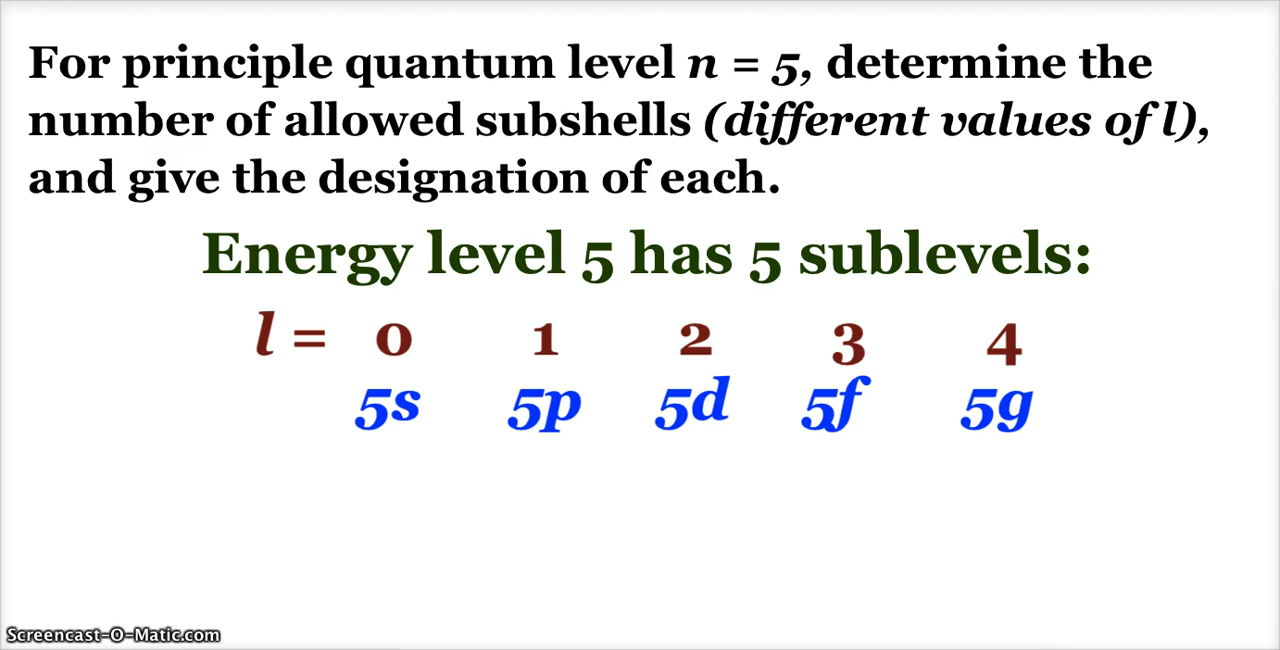 For principle quantum level n = 5, determine the
number of allowed subshells (different values of l),
and give the designation of each.
Energy level 5 has 5 sublevels:
l = 0 1 2 3 4
5s 5p 5d 5f 5g
Screencast-O-Matic.com